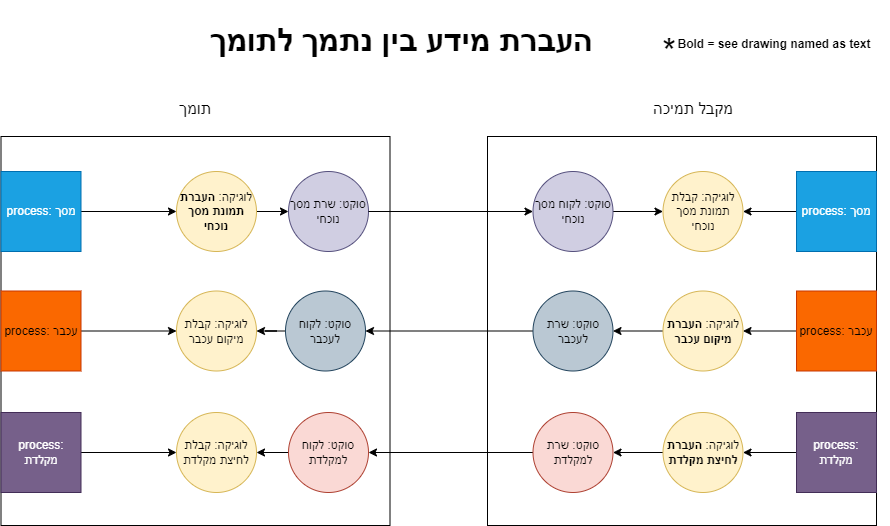 העברת מידע בין נתמך לתומך
* Bold = see drawing named as text
מקבל תמיכה
תומך
process: מסך
לוגיקה: קבלת
תמונת מסך
נוכחי
סוקט: לקוח מסך
נוכחי
סוקט: שרת מסך
נוכחי
לוגיקה: העברת
תמונת מסך
נוכחי
process: מסך
process: עכבר
לוגיקה: העברת
מיקום עכבר
סוקט: שרת
לעכבר
סוקט: לקוח
לעכבר
לוגיקה: קבלת
מיקום עכבר
process: עכבר
process:
מקלדת
לוגיקה: העברת
לחיצת מקלדת
סוקט: שרת
למקלדת
סוקט: לקוח
למקלדת
לוגיקה: קבלת
לחיצת מקלדת
process:
מקלדת